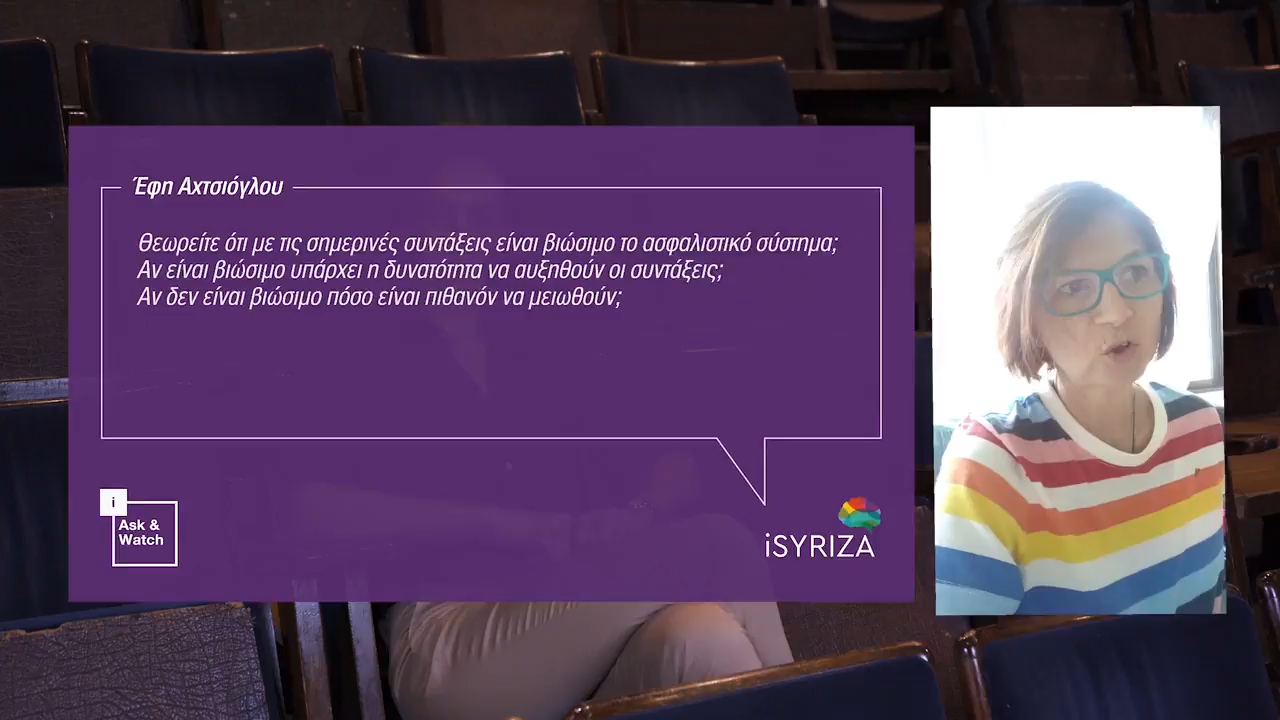 Έφη Αχτσιόγλου
Θεωρείτε ότι με τις σημερινές συντάξεις είναι βιώσιμο το ασφαλιστικό σύστημα;
Αν είναι βιώσιμο υπάρχει η δυνατότητα να αυξηθούν οι συντάξεις;
Αν δεν είναι βιώσιμο πόσο είναι πιθανόν να μειωθούν;
i
Ask &
Watch
iSYRIZA